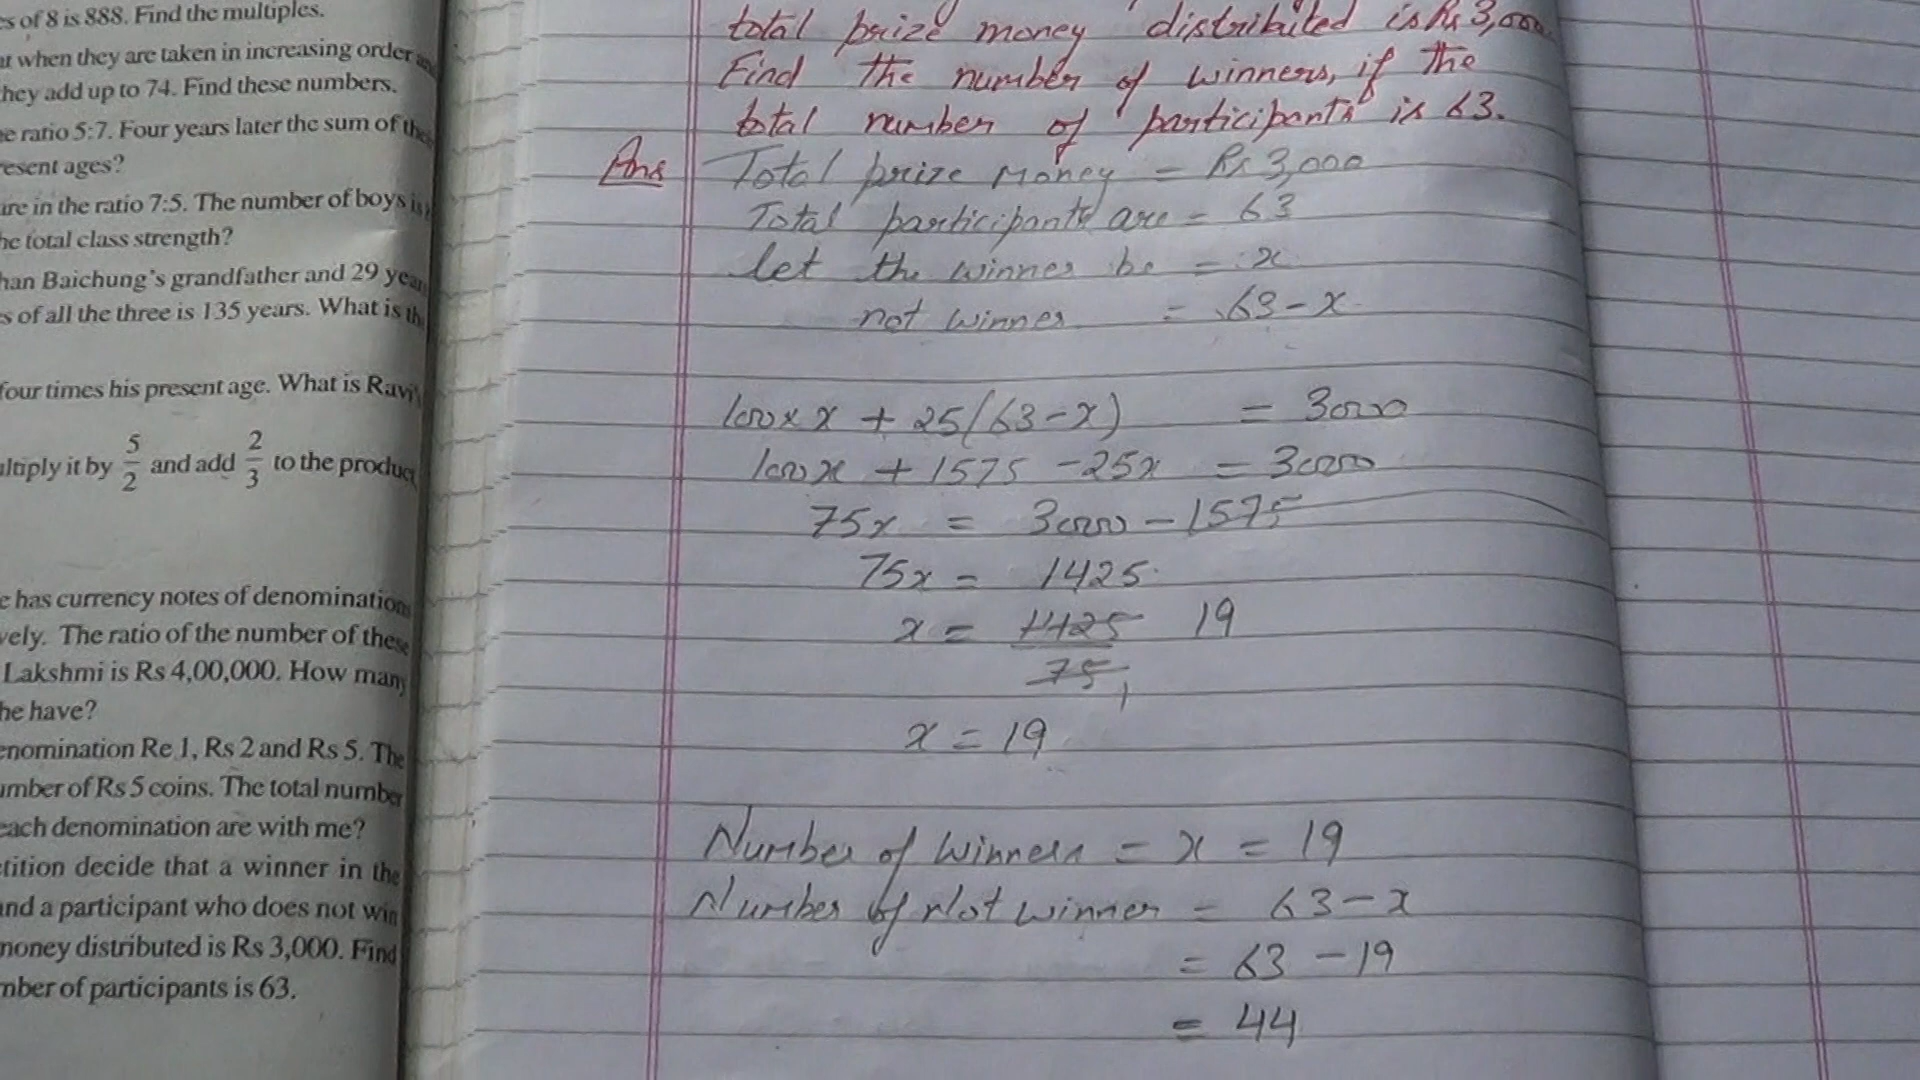 s of 8 is 888. Find the multiples.
when they are taken in increasing order
they add up to 74. Find these numbers.
ratio 5:7. Four years later the sum of
resent ages?
are in the ratio 7:5. The number of boys is
he total class strength?
han Baichung's grandfather and 29
s of all the three is 135 years. What is
four times his present age. What is
ultiply it by 5/2 and add 2/3 to the product
e has currency notes of denominations
vely. The ratio of the number of these
Lakshmi is Rs 4,00,000. How many
he have?
enomination Re 1, Rs 2 and Rs 5. The
umber of Rs 5 coins. The total number
each denomination are with me?
tition decide that a winner in the
and a participant who does not win
money distributed is Rs 3,000. Find
mber of participants is 63.
total prize money distributed is Rs 3,000.
Find the number of winners, if the
total number of participants is 63.
Ans Total prize money = Rs 3,000
Total participants are = 63
let the winner be = x
not winner = 63-x
100 × x + 25(63-x) = 3000
100x + 1575 - 25x = 3000
75x = 3000 - 1575
75x = 1425
x = 1425/75 19
1
x = 19
Number of winners = x = 19
Number of Not winner = 63 - x
= 63 - 19
= 44